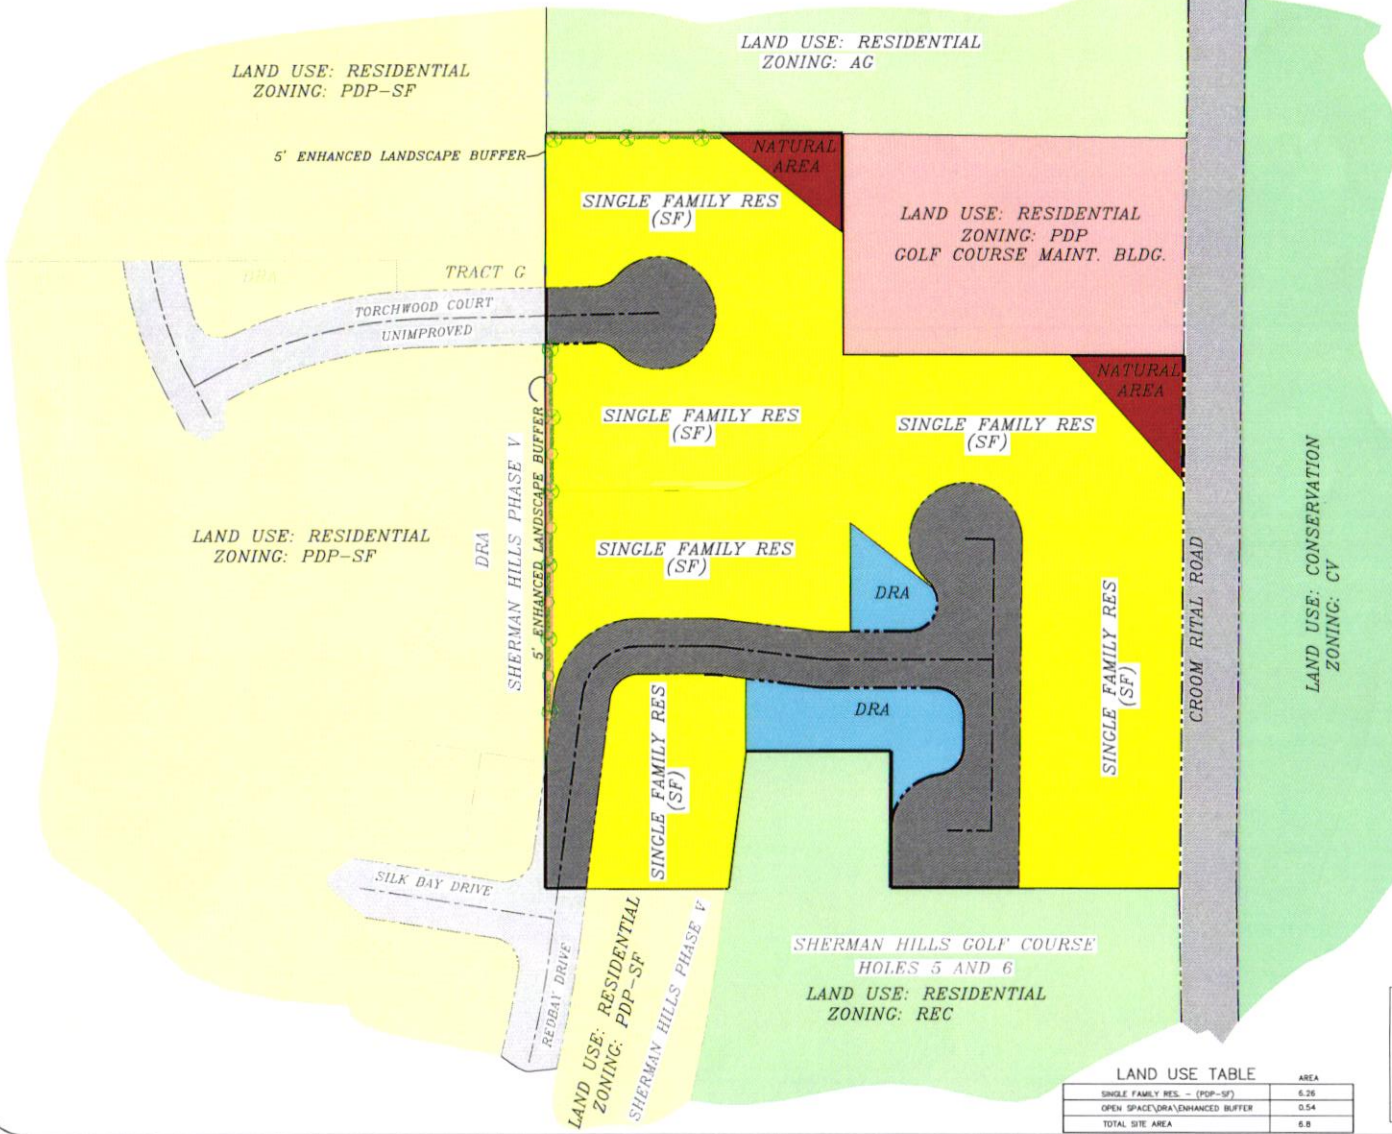 LAND USE: RESIDENTIAL
ZONING: AG
LAND USE: RESIDENTIAL
ZONING: PDP-SF
5' ENHANCED LANDSCAPE BUFFER
NATURAL
AREA
SINGLE FAMILY RES
(SF)
LAND USE: RESIDENTIAL
ZONING: PDP
GOLF COURSE MAINT. BLDG.
DRA
TRACT G
TORCHWOOD COURT
UNIMPROVED
NATURAL
AREA
SINGLE FAMILY RES
(SF)
SINGLE FAMILY RES
(SF)
LAND USE: RESIDENTIAL
ZONING: PDP-SF
DRA
SHERMAN HILLS PHASE V
5' ENHANCED LANDSCAPE BUFFER
SINGLE FAMILY RES
(SF)
DRA
DRA
SINGLE FAMILY RES
(SF)
SINGLE FAMILY RES
(SF)
CROOM RITAL ROAD
LAND USE: CONSERVATION
ZONING: CV
SILK BAY DRIVE
REDBAY DRIVE
LAND USE: RESIDENTIAL
ZONING: PDP-SF
SHERMAN HILLS PHASE V
SHERMAN HILLS GOLF COURSE
HOLES 5 AND 6
LAND USE: RESIDENTIAL
ZONING: REC
LAND USE TABLE AREA
SINGLE FAMILY RES. - (PDP-SF) 6.26
OPEN SPACE\DRA\ENHANCED BUFFER 0.54
TOTAL SITE AREA 6.8